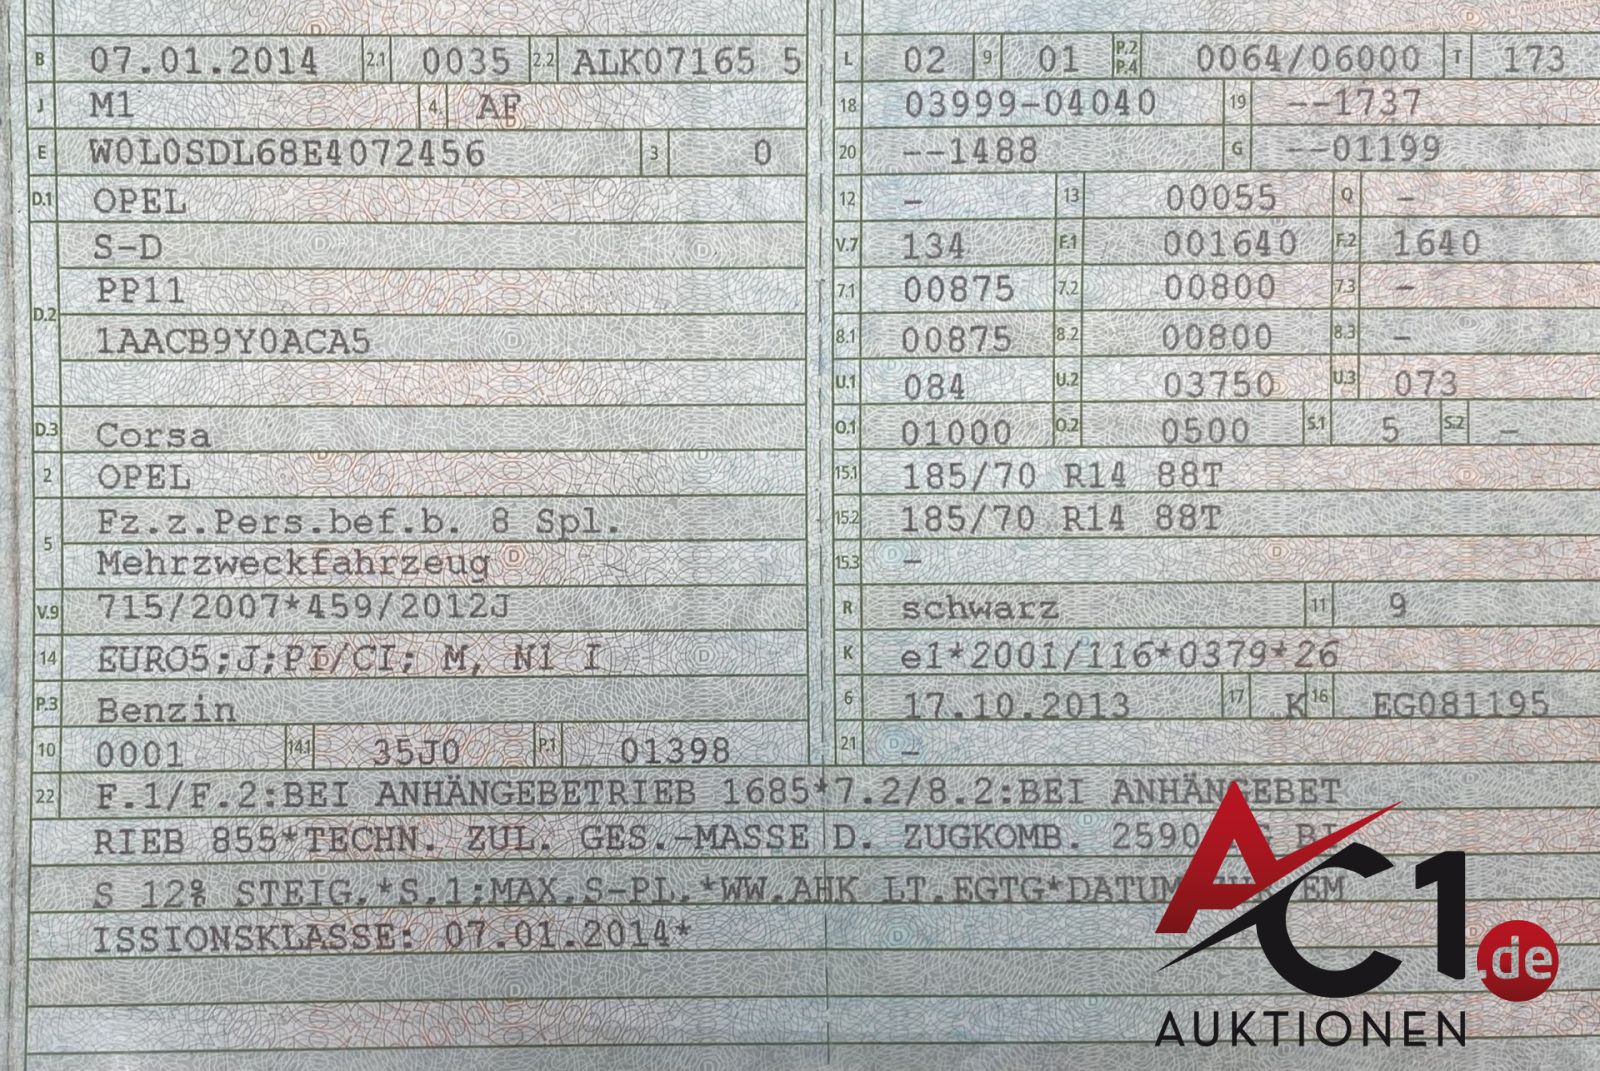 B 07.01.2014 2.1 0035 2.2 ALK07165 5
J M1 4 AF
E W0L0SDL68E4072456 3 0
D.1 OPEL
D.2 S-D
PP11
1AACB9Y0ACA5
D.3 Corsa
2 OPEL
5 Fz.z.Pers.bef.b. 8 Spl.
Mehrzweckfahrzeug
V.9 715/2007*459/2012J
14 EURO5;J;PI/CI; M, N1 I
P.3 Benzin
10 0001 14.1 35J0 P.1 01398
L 02 9 01 P.2 P.4 0064/06000 T 173
18 03999-04040 19 --1737
20 --1488 G --01199
12 - 13 00055 Q -
V.7 134 F.1 001640 F.2 1640
7.1 00875 7.2 00800 7.3 -
8.1 00875 8.2 00800 8.3 -
U.1 084 U.2 03750 U.3 073
O.1 01000 O.2 0500 S.1 5 S.2 -
15.1 185/70 R14 88T
15.2 185/70 R14 88T
15.3 -
R schwarz 11 9
K e1*2001/116*0379*26
6 17.10.2013 17 K 16 EG081195
21 -
22 F.1/F.2:BEI ANHÄNGEBETRIEB 1685*7.2/8.2:BEI ANHÄNGEBET
RIEB 855*TECHN. ZUL. GES.-MASSE D. ZUGKOMB. 2590 BI
S 12% STEIG.*S.1:MAX.S-PL.*WW.AHK LT.EGTG*DATUM EM
ISSIONSKLASSE: 07.01.2014*
AC1.de
AUKTIONEN